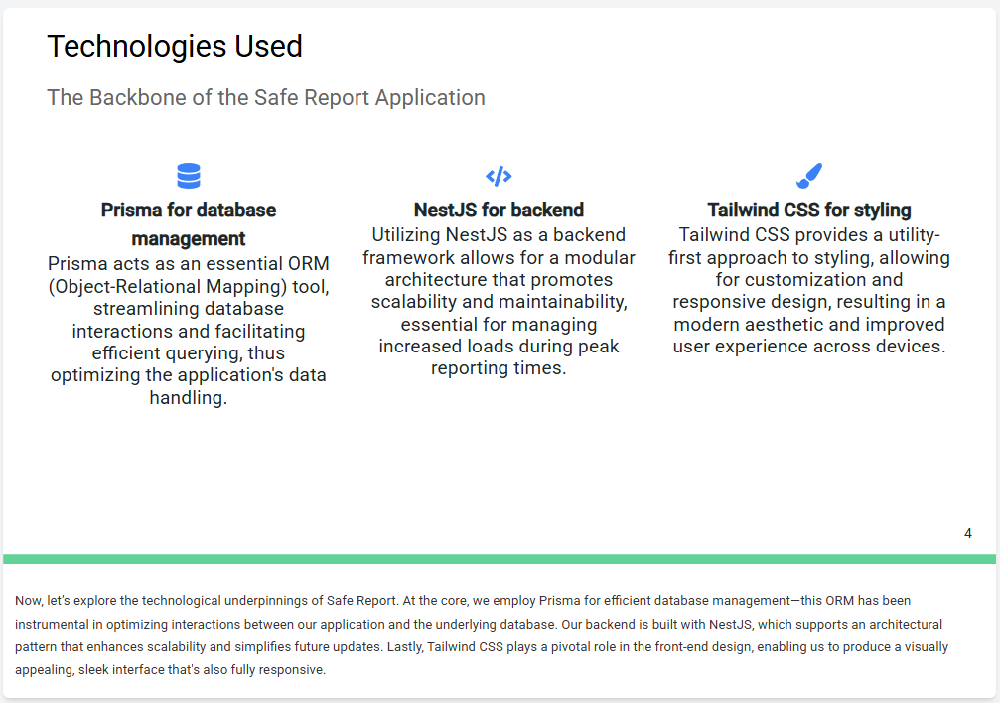 Technologies Used
The Backbone of the Safe Report Application
Prisma for database
management
Prisma acts as an essential ORM
(Object-Relational Mapping) tool,
streamlining database
interactions and facilitating
efficient querying, thus
optimizing the application's data
handling.
NestJS for backend
Utilizing NestJS as a backend
framework allows for a modular
architecture that promotes
scalability and maintainability,
essential for managing
increased loads during peak
reporting times.
Tailwind CSS for styling
Tailwind CSS provides a utility-
first approach to styling, allowing
for customization and
responsive design, resulting in a
modern aesthetic and improved
user experience across devices.
4
Now, let’s explore the technological underpinnings of Safe Report. At the core, we employ Prisma for efficient database management—this ORM has been
instrumental in optimizing interactions between our application and the underlying database. Our backend is built with NestJS, which supports an architectural
pattern that enhances scalability and simplifies future updates. Lastly, Tailwind CSS plays a pivotal role in the front-end design, enabling us to produce a visually
appealing, sleek interface that's also fully responsive.